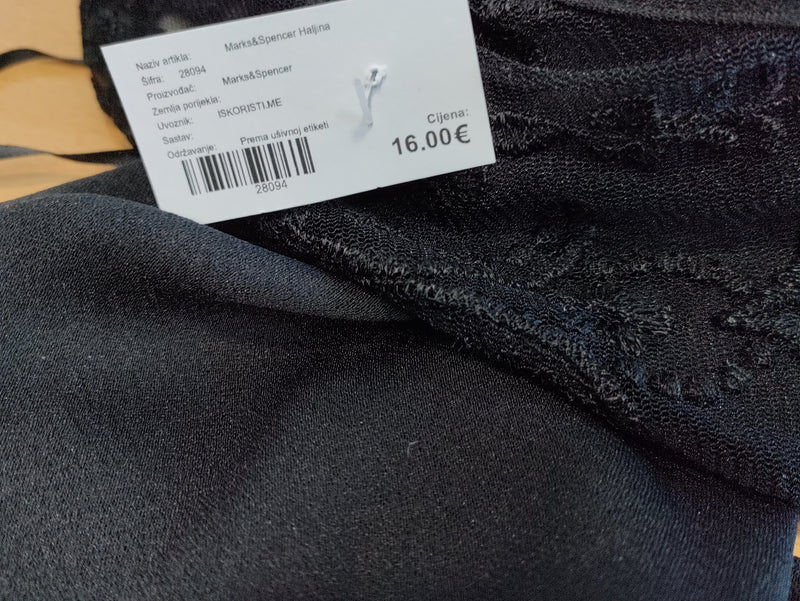 Naziv artikla: Marks&Spencer Haljina
Šifra: 28094
Proizvođač: Marks&Spencer
Zemlja porijekla:
Uvoznik: ISKORISTI.ME
Sastav:
Održavanje: Prema ušivnoj etiketi
28094
Cijena:
16.00€